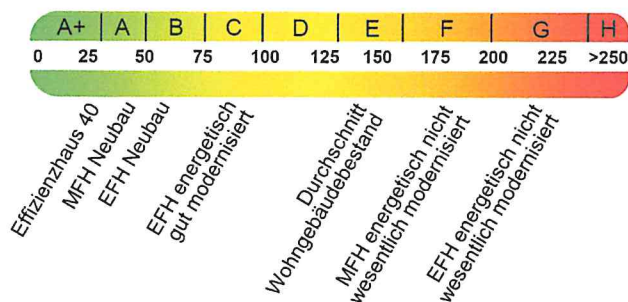 A+ A B C D E F G H
0 25 50 75 100 125 150 175 200 225 >250
Effizienzhaus 40
MFH Neubau
EFH Neubau
EFH energetisch
gut modernisiert
Durchschnitt
Wohngebäudebestand
MFH energetisch nicht
wesentlich modernisiert
EFH energetisch nicht
wesentlich modernisiert